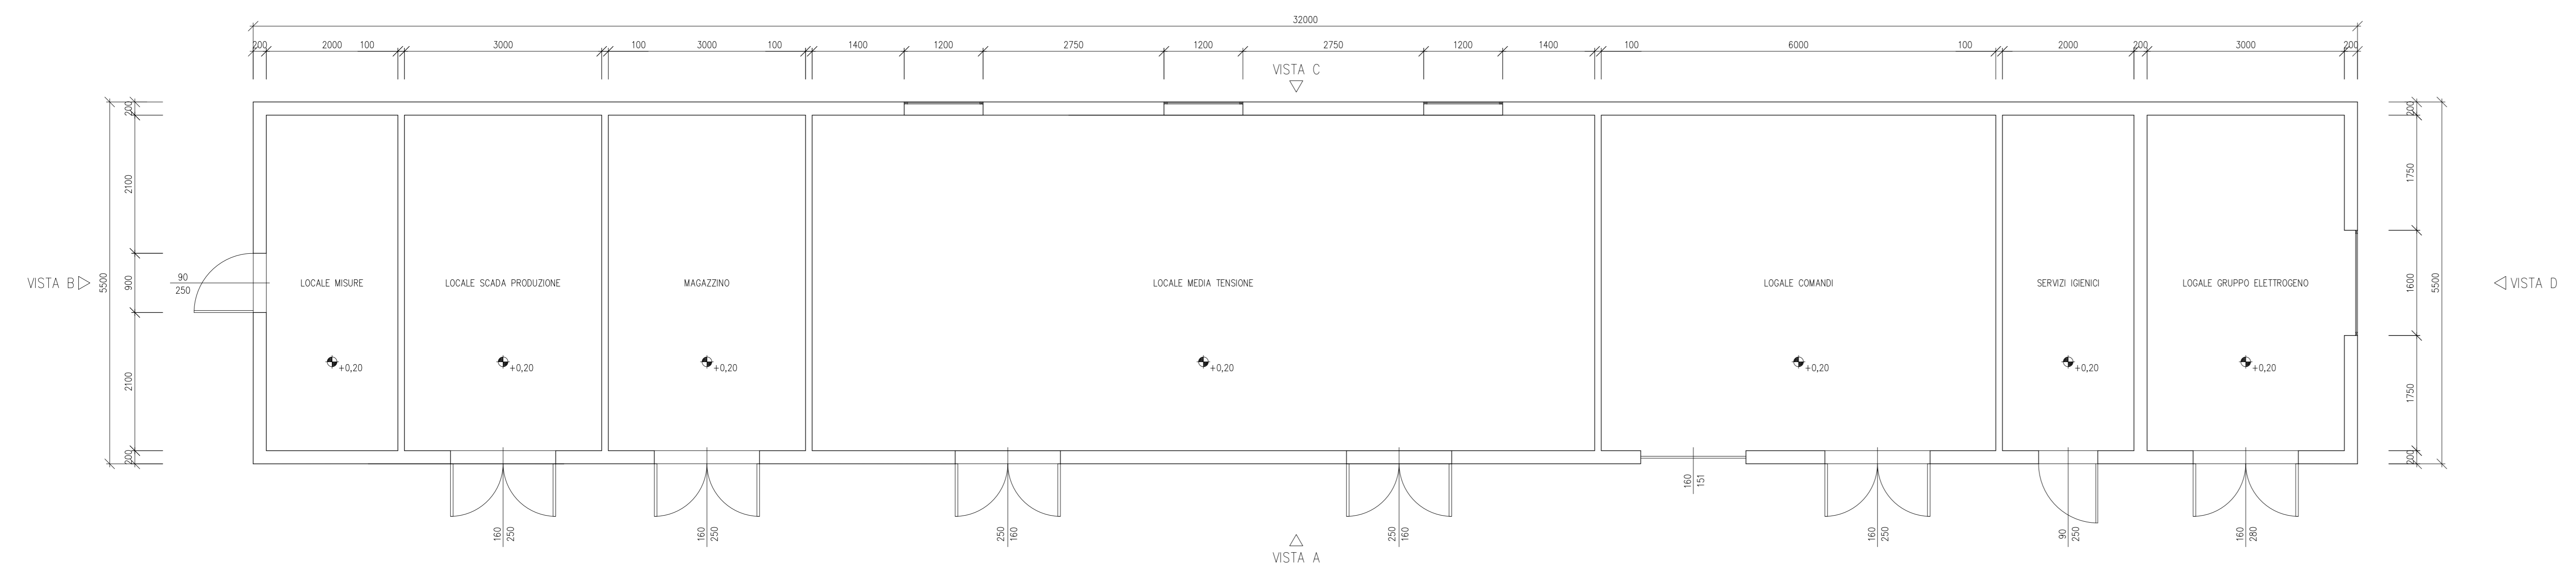 32000
200 2000 100 3000 100 3000 100 1400 1200 2750 1200 2750 1200 1400 100 6000 100 2000 200 3000 200
VISTA C
200 200
2100 1750
VISTA B 5500 900 90 LOCALE MISURE LOCALE SCADA PRODUZIONE MAGAZZINO LOCALE MEDIA TENSIONE LOGALE COMANDI SERVIZI IGIENICI LOGALE GRUPPO ELETTROGENO 1600 5500 VISTA D
250
+0,20 +0,20 +0,20 +0,20 +0,20 +0,20 +0,20
2100 1750
200 200
160 151
160 250 160 250 250 160 250 160 160 250 90 250 160 280
VISTA A